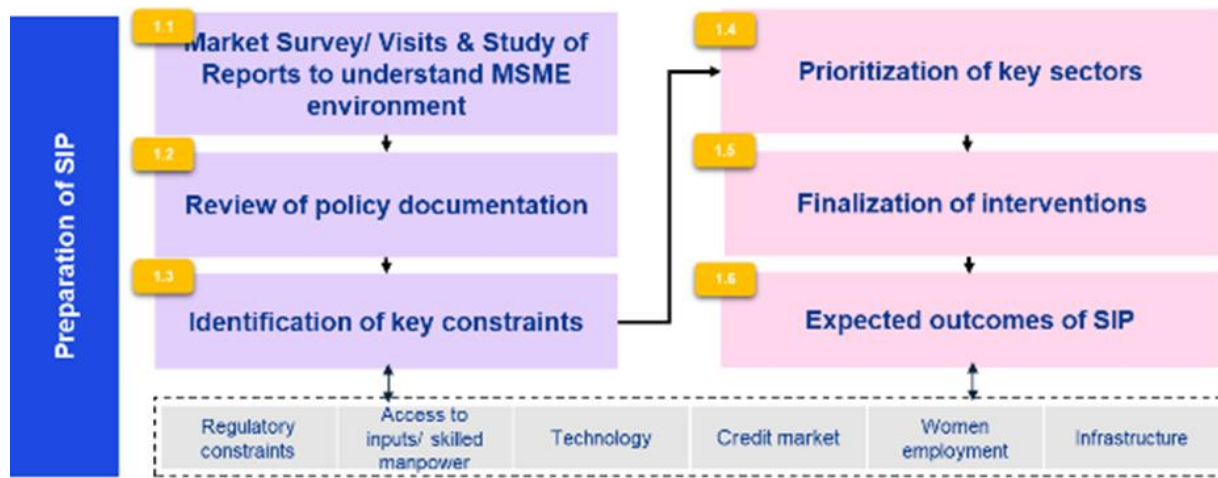 Preparation of SIP
1.1
Market Survey/ Visits & Study of
Reports to understand MSME
environment
1.2
Review of policy documentation
1.3
Identification of key constraints
1.4
Prioritization of key sectors
1.5
Finalization of interventions
1.6
Expected outcomes of SIP
Regulatory
constraints
Access to
inputs/ skilled
manpower
Technology
Credit market
Women
employment
Infrastructure